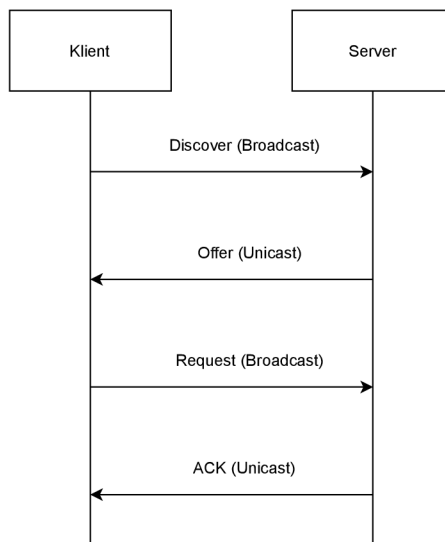 Klient
Server
Discover (Broadcast)
Offer (Unicast)
Request (Broadcast)
ACK (Unicast)